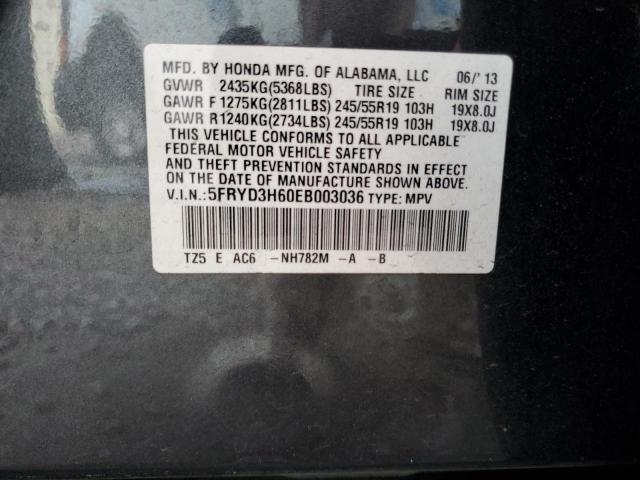 MFD. BY HONDA MFG. OF ALABAMA, LLC 06/' 13
GVWR 2435KG(5368LBS) TIRE SIZE RIM SIZE
GAWR F1275KG(2811LBS) 245/55R19 103H 19X8.0J
GAWR R1240KG(2734LBS) 245/55R19 103H 19X8.0J
THIS VEHICLE CONFORMS TO ALL APPLICABLE
FEDERAL MOTOR VEHICLE SAFETY
AND THEFT PREVENTION STANDARDS IN EFFECT
ON THE DATE OF MANUFACTURE SHOWN ABOVE.
V.I.N.:5FRYD3H60EB003036 TYPE: MPV
TZ5 E AC6 -NH782M -A -B